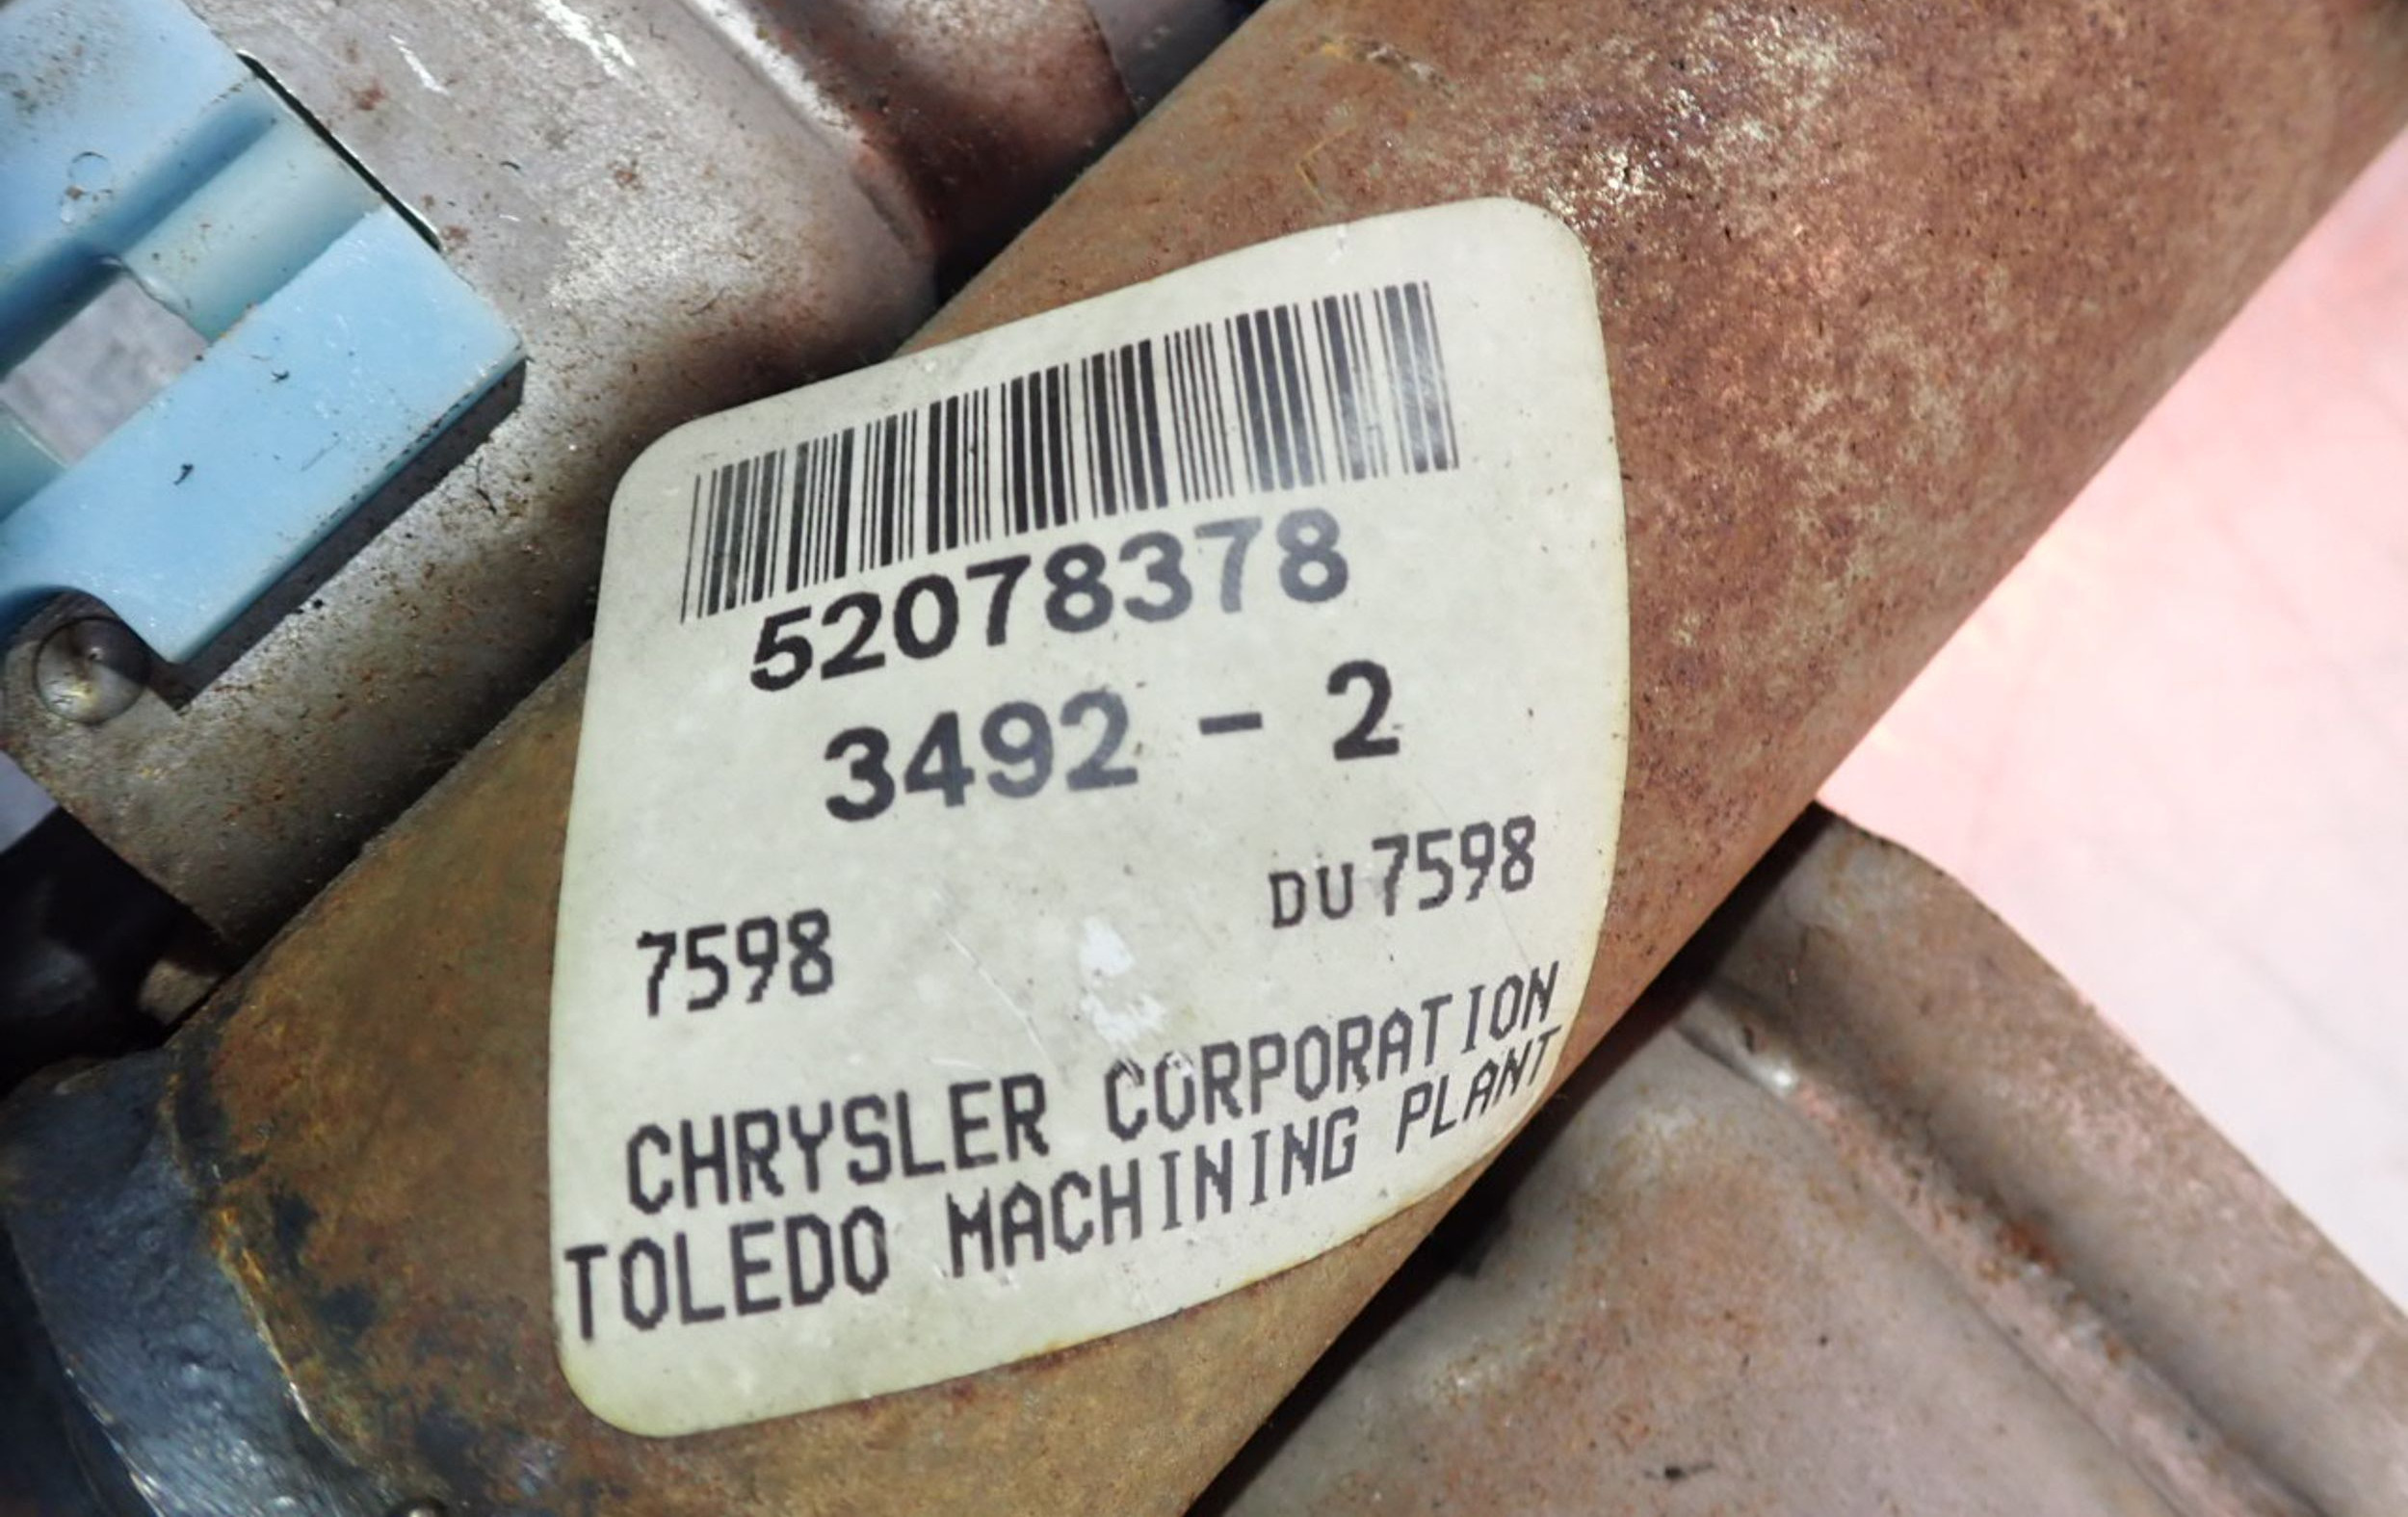 52078378
3492 - 2
7598 DU 7598
CHRYSLER CORPORATION
TOLEDO MACHINING PLANT